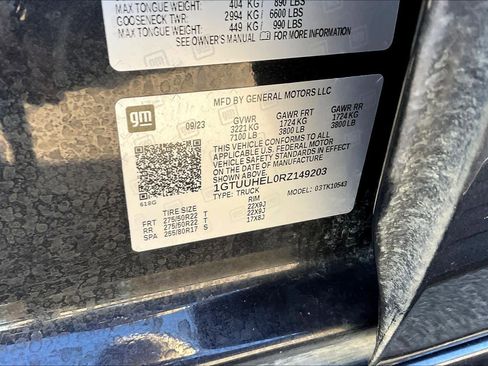 MAX TONGUE WEIGHT: 404 KG / 890 LBS
GOOSENECK TWR: 2994 KG / 6600 LBS
MAX TONGUE WEIGHT: 449 KG / 990 LBS
SEE OWNER'S MANUAL FOR MORE INFORMATION
gm
MFD BY GENERAL MOTORS LLC
09/23
GVWR GAWR FRT GAWR RR
3221 KG 1724 KG 1724 KG
7100 LB 3800 LB 3800 LB
THIS VEHICLE CONFORMS TO ALL APPLICABLE
U.S. FEDERAL MOTOR VEHICLE SAFETY
STANDARDS IN EFFECT ON THE DATE OF MANUFACTURE
SHOWN ABOVE.
1GTUUHEL0RZ149203
618G
TYPE: TRUCK MODEL: 03TK10543
RIM
FRT 275/50R22 T 22X9J
RR 275/50R22 T 22X9J
SPA 255/80R17 S 17X8J